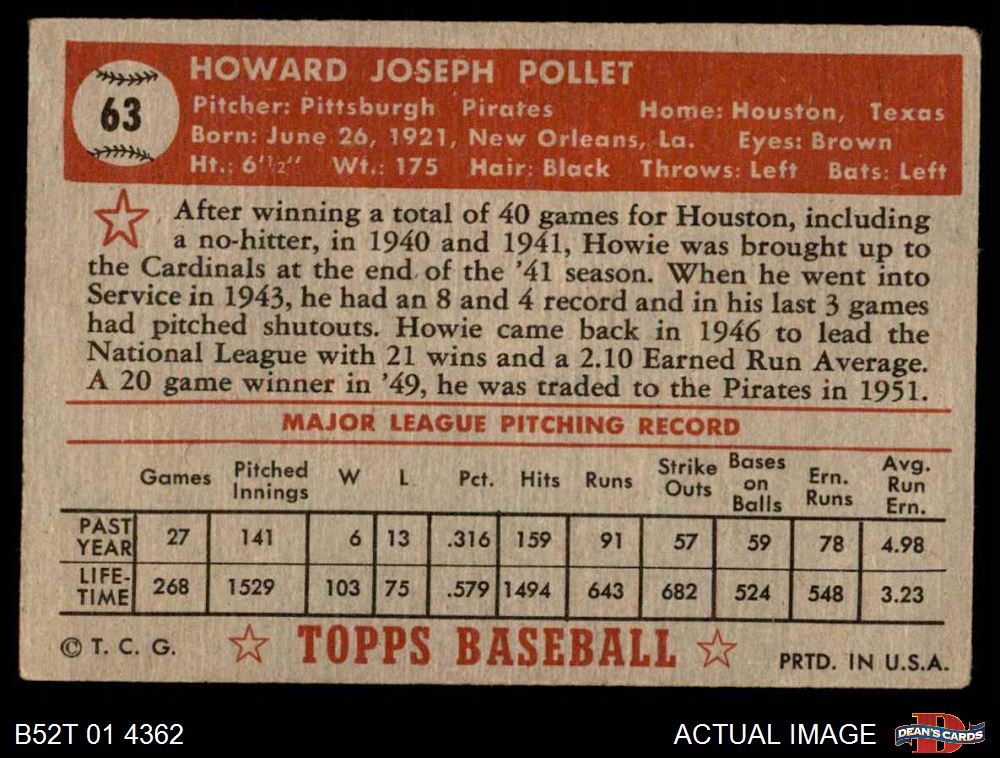 63
HOWARD JOSEPH POLLET
Pitcher: Pittsburgh Pirates Home: Houston, Texas
Born: June 26, 1921, New Orleans, La. Eyes: Brown
Ht.: 6'½" Wt.: 175 Hair: Black Throws: Left Bats: Left
After winning a total of 40 games for Houston, including
a no-hitter, in 1940 and 1941, Howie was brought up to
the Cardinals at the end of the '41 season. When he went into
Service in 1943, he had an 8 and 4 record and in his last 3 games
had pitched shutouts. Howie came back in 1946 to lead the
National League with 21 wins and a 2.10 Earned Run Average.
A 20 game winner in '49, he was traded to the Pirates in 1951.
MAJOR LEAGUE PITCHING RECORD
Games Pitched Innings W L Pct. Hits Runs Strike Outs Bases on Balls Ern. Runs Avg. Run Ern.
PAST YEAR 27 141 6 13 .316 159 91 57 59 78 4.98
LIFE-TIME 268 1529 103 75 .579 1494 643 682 524 548 3.23
© T. C. G. TOPPS BASEBALL PRTD. IN U.S.A.
B52T 01 4362 ACTUAL IMAGE DEAN'S CARDS